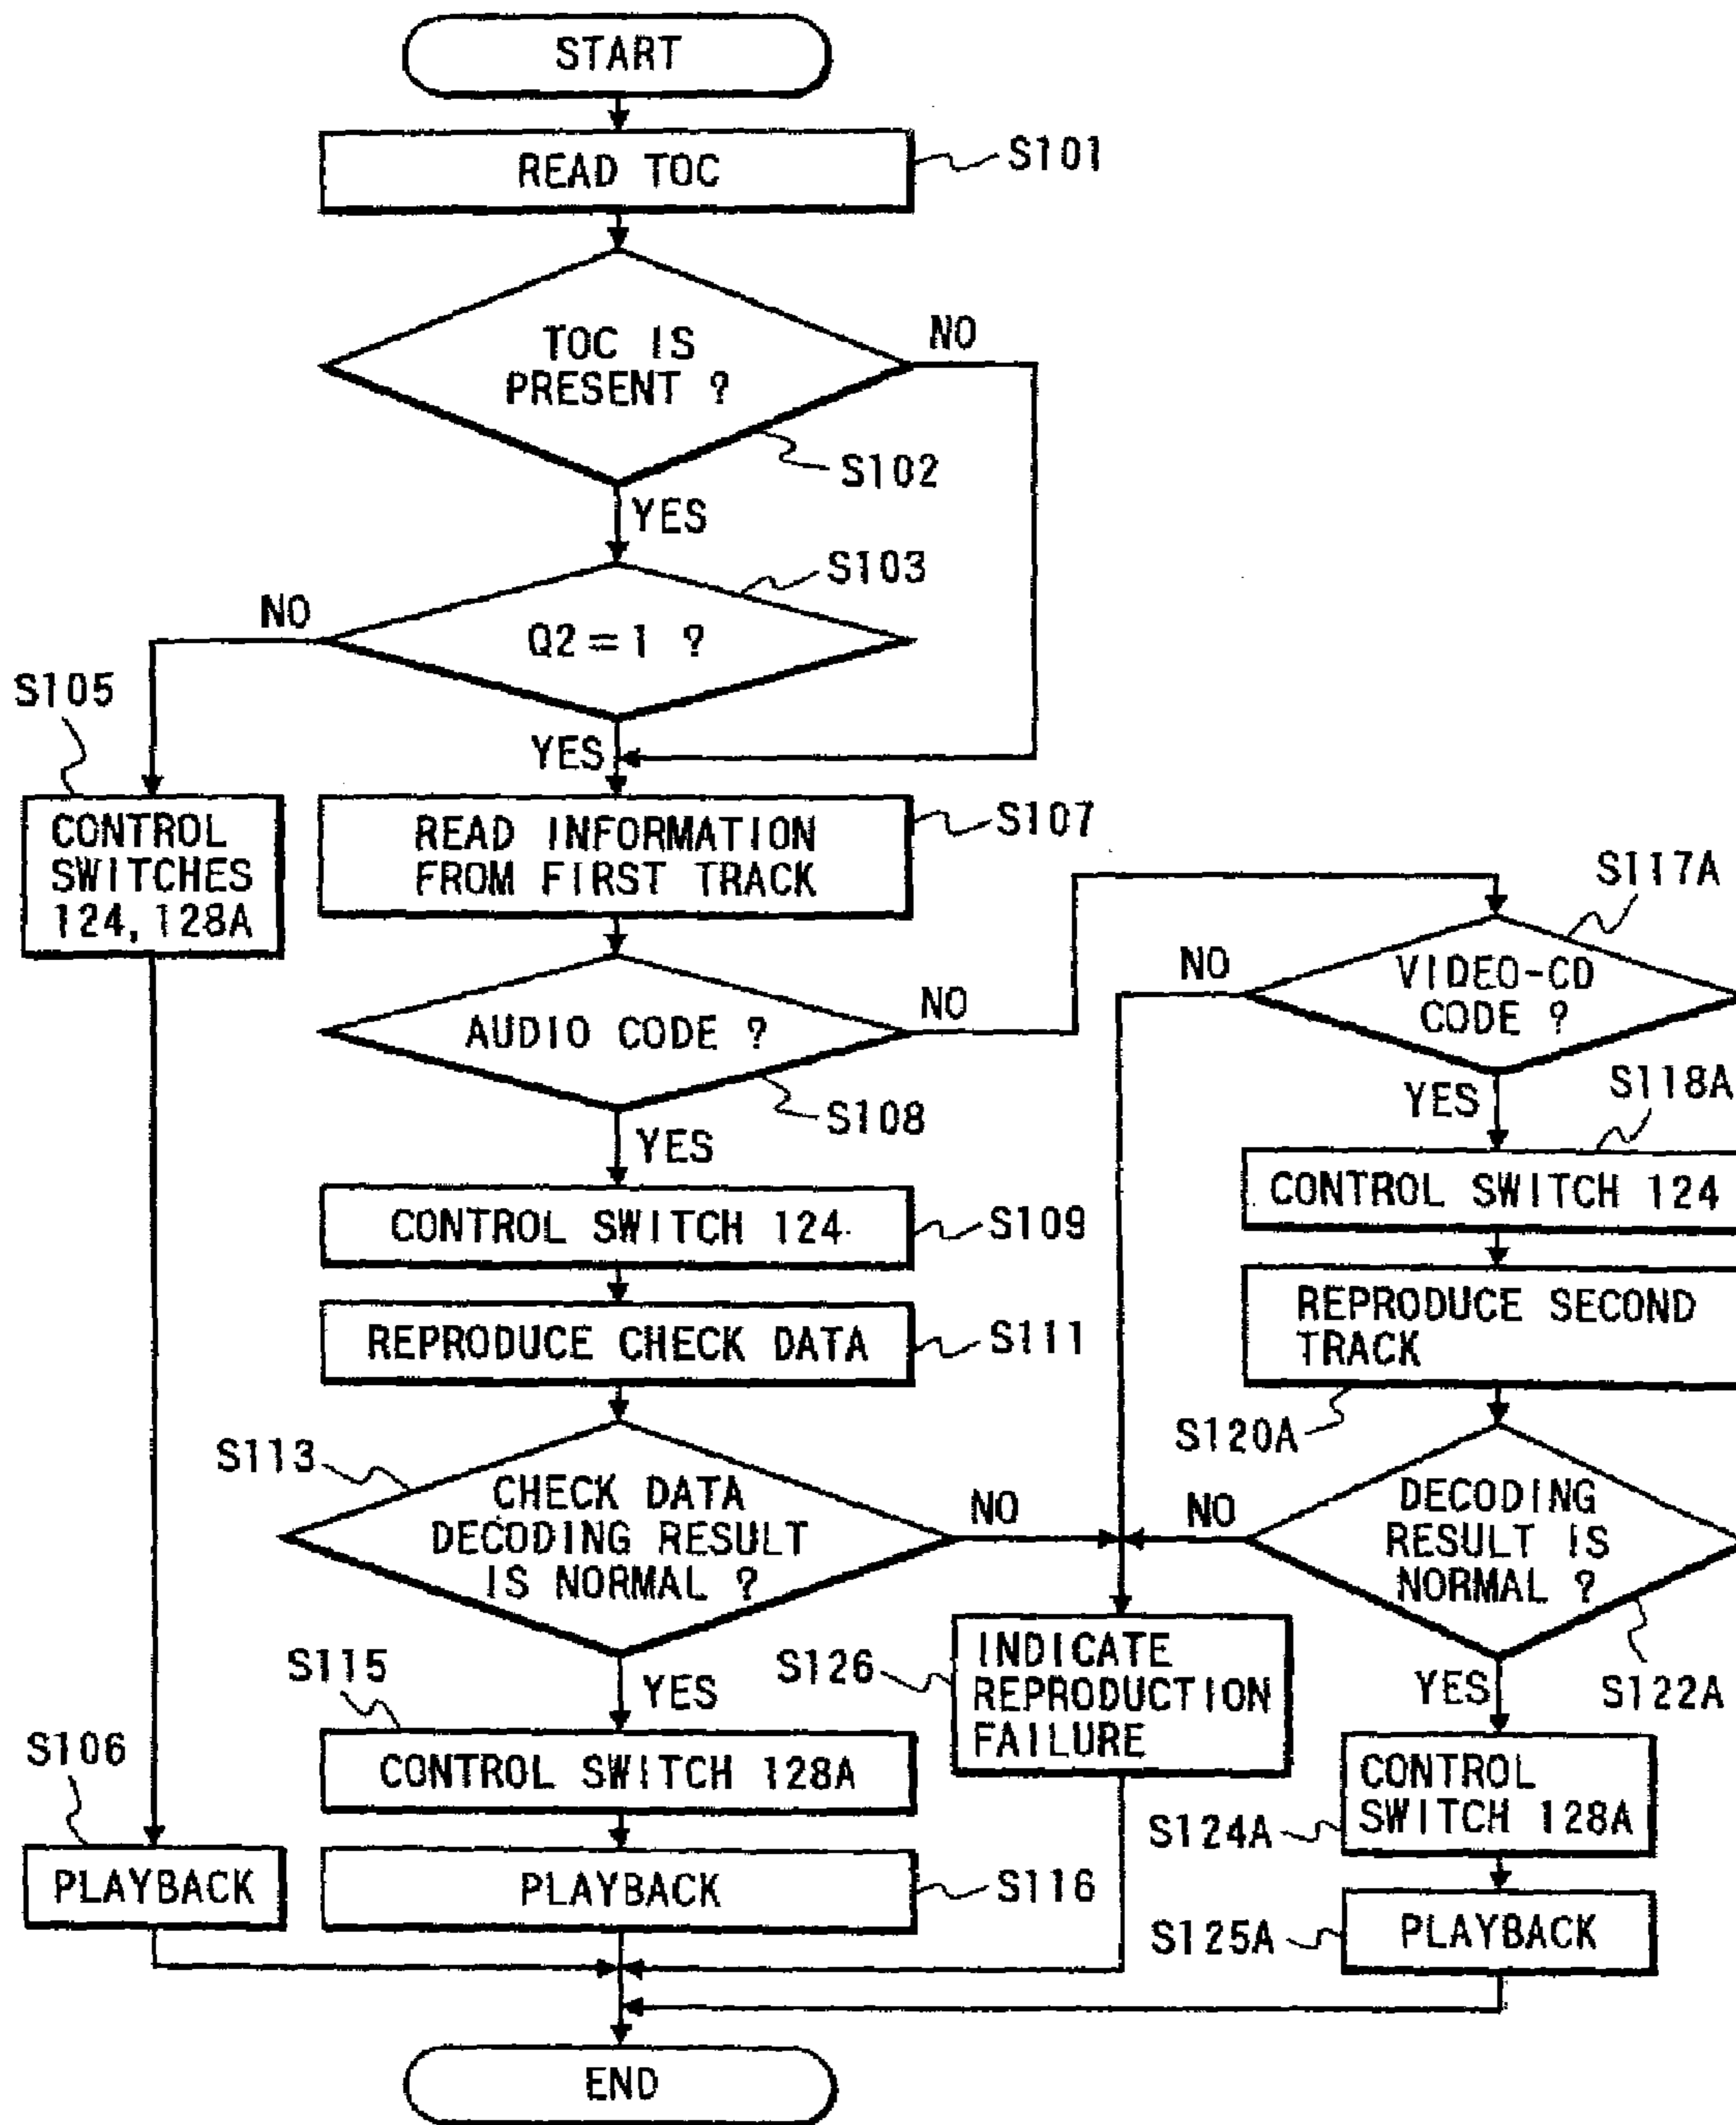 START
READ TOC
S101
TOC IS
PRESENT ?
NO
S102
YES
S103
Q2 = 1 ?
NO
YES
S105
CONTROL
SWITCHES
124, 128A
READ INFORMATION
FROM FIRST TRACK
S107
AUDIO CODE ?
NO
S108
YES
S117A
VIDEO-CD
CODE ?
NO
YES
S118A
CONTROL SWITCH 124
S109
CONTROL SWITCH 124
REPRODUCE CHECK DATA
S111
REPRODUCE SECOND
TRACK
S120A
S113
CHECK DATA
DECODING RESULT
IS NORMAL ?
NO
YES
NO
DECODING
RESULT IS
NORMAL ?
S122A
YES
S115
CONTROL SWITCH 128A
S126
INDICATE
REPRODUCTION
FAILURE
CONTROL
SWITCH 128A
S124A
S106
PLAYBACK
PLAYBACK
S116
S125A
PLAYBACK
END